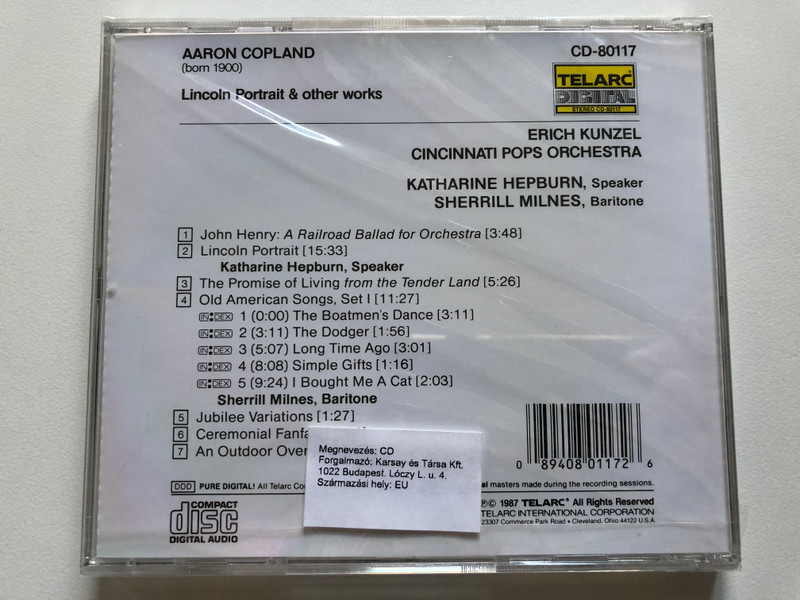 AARON COPLAND
(born 1900)
Lincoln Portrait & other works
CD-80117
TELARC
DIGITAL
STEREO CD-80117
ERICH KUNZEL
CINCINNATI POPS ORCHESTRA
KATHARINE HEPBURN, Speaker
SHERRILL MILNES, Baritone
1 John Henry: A Railroad Ballad for Orchestra [3:48]
2 Lincoln Portrait [15:33]
Katharine Hepburn, Speaker
3 The Promise of Living from the Tender Land [5:26]
4 Old American Songs, Set I [11:27]
INDEX 1 (0:00) The Boatmen's Dance [3:11]
INDEX 2 (3:11) The Dodger [1:56]
INDEX 3 (5:07) Long Time Ago [3:01]
INDEX 4 (8:08) Simple Gifts [1:16]
INDEX 5 (9:24) I Bought Me A Cat [2:03]
Sherrill Milnes, Baritone
5 Jubilee Variations [1:27]
6 Ceremonial Fanfa
7 An Outdoor Over
Megnevezés: CD
Forgalmazó: Karsay és Társa Kft.
1022 Budapest. Lóczy L. u. 4.
Származási hely: EU
0 89408 01172 6
DDD PURE DIGITAL! All Telarc Co
al masters made during the recording sessions.
COMPACT
disc
DIGITAL AUDIO
℗© 1987 TELARC® All Rights Reserved
TELARC INTERNATIONAL CORPORATION
23307 Commerce Park Road • Cleveland, Ohio 44122 U.S.A.